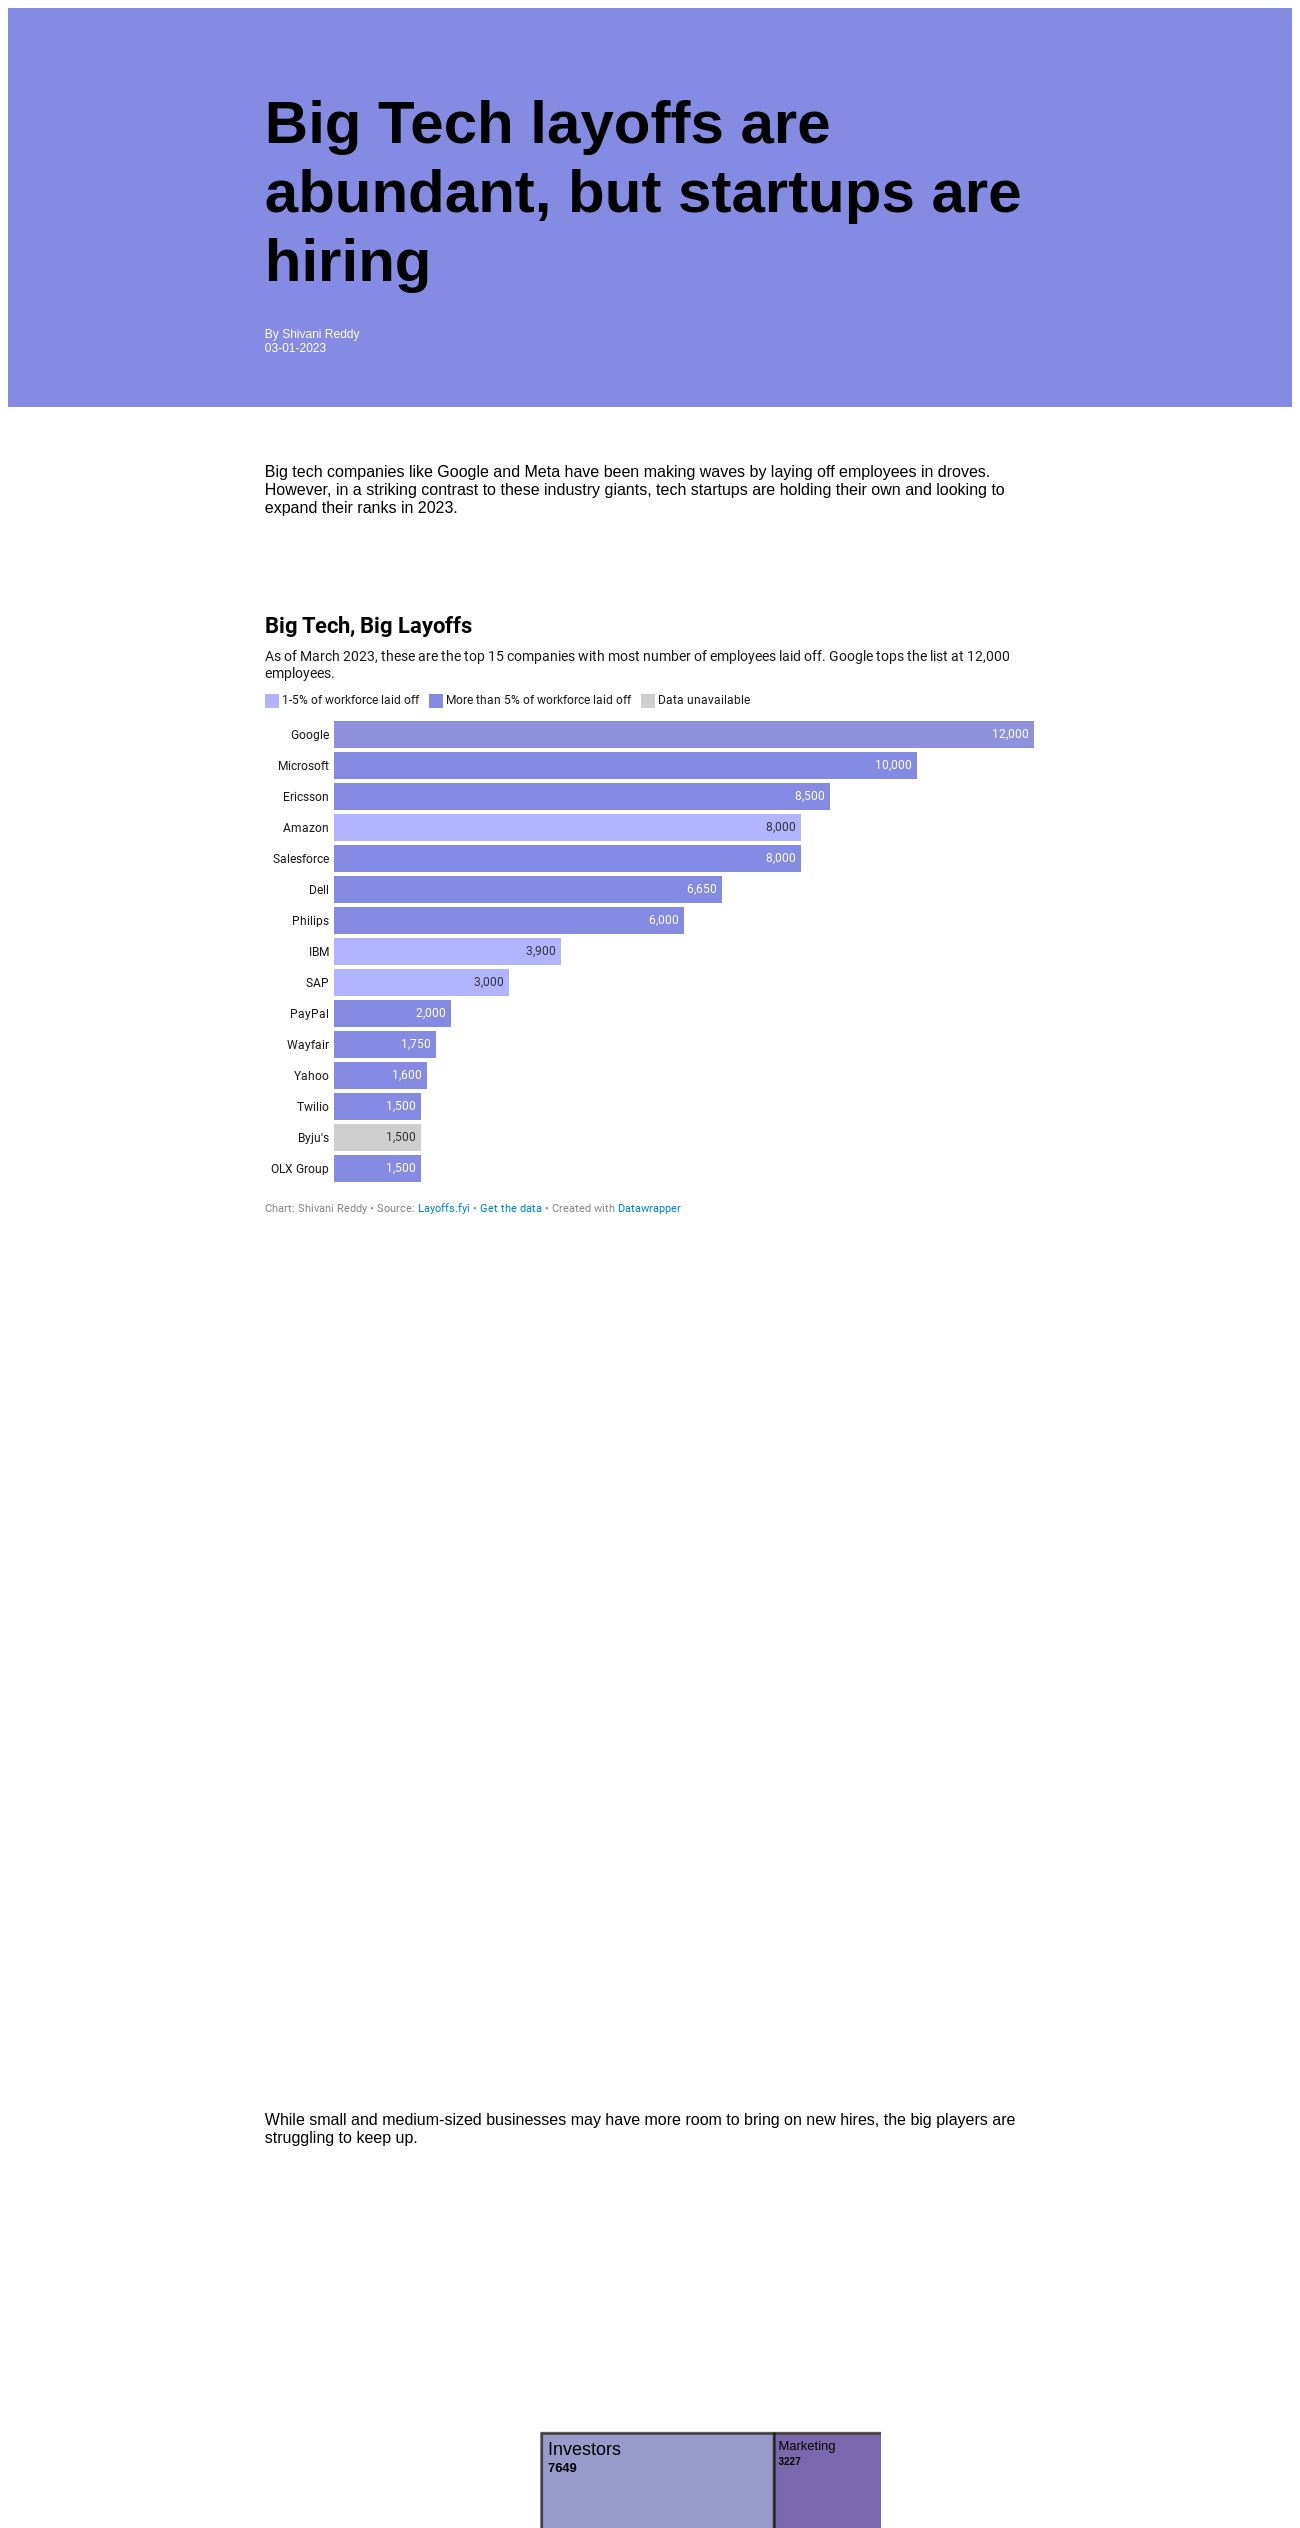 Big Tech layoffs are
abundant, but startups are
hiring
By Shivani Reddy
03-01-2023
Big tech companies like Google and Meta have been making waves by laying off employees in droves.
However, in a striking contrast to these industry giants, tech startups are holding their own and looking to
expand their ranks in 2023.
Big Tech, Big Layoffs
As of March 2023, these are the top 15 companies with most number of employees laid off. Google tops the list at 12,000
employees.
1-5% of workforce laid off More than 5% of workforce laid off Data unavailable
Google 12,000
Microsoft 10,000
Ericsson 8,500
Amazon 8,000
Salesforce 8,000
Dell 6,650
Philips 6,000
IBM 3,900
SAP 3,000
PayPal 2,000
Wayfair 1,750
Yahoo 1,600
Twilio 1,500
Byju's 1,500
OLX Group 1,500
Chart: Shivani Reddy • Source: Layoffs.fyi • Get the data • Created with Datawrapper
While small and medium-sized businesses may have more room to bring on new hires, the big players are
struggling to keep up.
Investors
7649
Marketing
3227